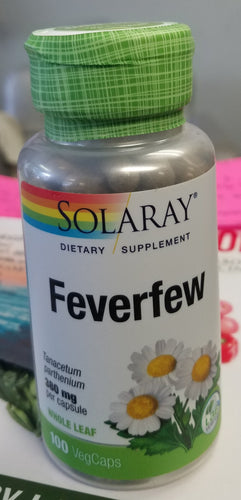 SOLARAY®
DIETARY SUPPLEMENT
Feverfew
Tanacetum
parthenium
380 mg
per capsule
WHOLE LEAF
100 VegCaps